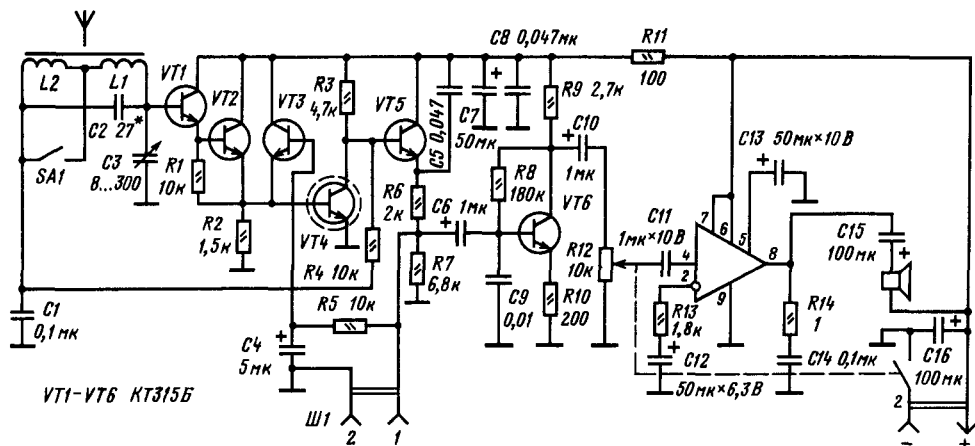 L2
L1
C2 27*
SA1
C3
8...300
C1
0,1мк
VT1
VT2
VT3
R1
10к
R2
1,5к
R3
4,7к
VT4
VT5
R4 10к
R5 10к
C4
5мк
C5 0,047
R6
2к
R7
6,8к
C6 1мк
C7
50мк
C8 0,047мк
R8
180к
R9 2,7к
C9
0,01
VT6
R10
200
C10
1мк
R11
100
R12
10к
C11
1мк×10В
7
6
5
4
2
9
8
C13 50мк×10В
R13
1,8к
C12
50мк×6,3В
R14
1
C14 0,1мк
C15
100мк
C16
100мк
2
Ш1
2
1
VT1-VT6 КТ315Б